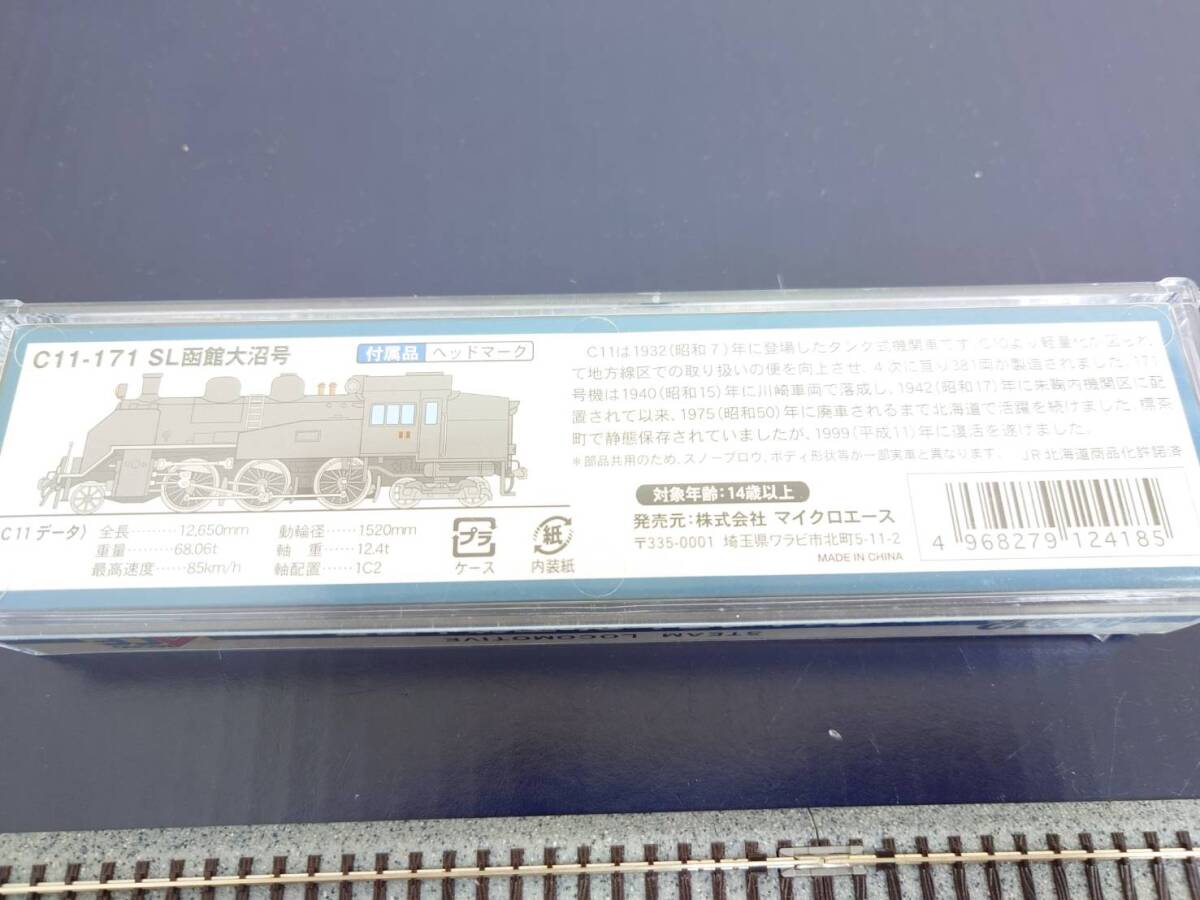 C11-171 SL函館大沼号
付属品 ヘッドマーク
C11データ)
全長………12,650mm 動輪径……1520mm
重量…………68.06t 軸 重……12.4t
最高速度……85km/h 軸配置……1C2
プラ
ケース
紙
内装紙
C11は1932(昭和7)年に登場したタンク式機関車です。C10より軽量化が図られ
て地方線区での取り扱いの便を向上させ、4次に亘り381両が製造されました。171
号機は1940(昭和15)年に川崎車両で落成し、1942(昭和17)年に朱鞠内機関区に配
置されて以来、1975(昭和50)年に廃車されるまで北海道で活躍を続けました。標茶
町で静態保存されていましたが、1999(平成11)年に復活を遂げました。
*部品共用のため、スノープロウ、ボディ形状等が一部実車と異なります。 JR北海道商品化許諾済
対象年齢:14歳以上
発売元:株式会社 マイクロエース
〒335-0001 埼玉県ワラビ市北町5-11-2
MADE IN CHINA
4 968279 124185
STEAM LOCOMOTIVE